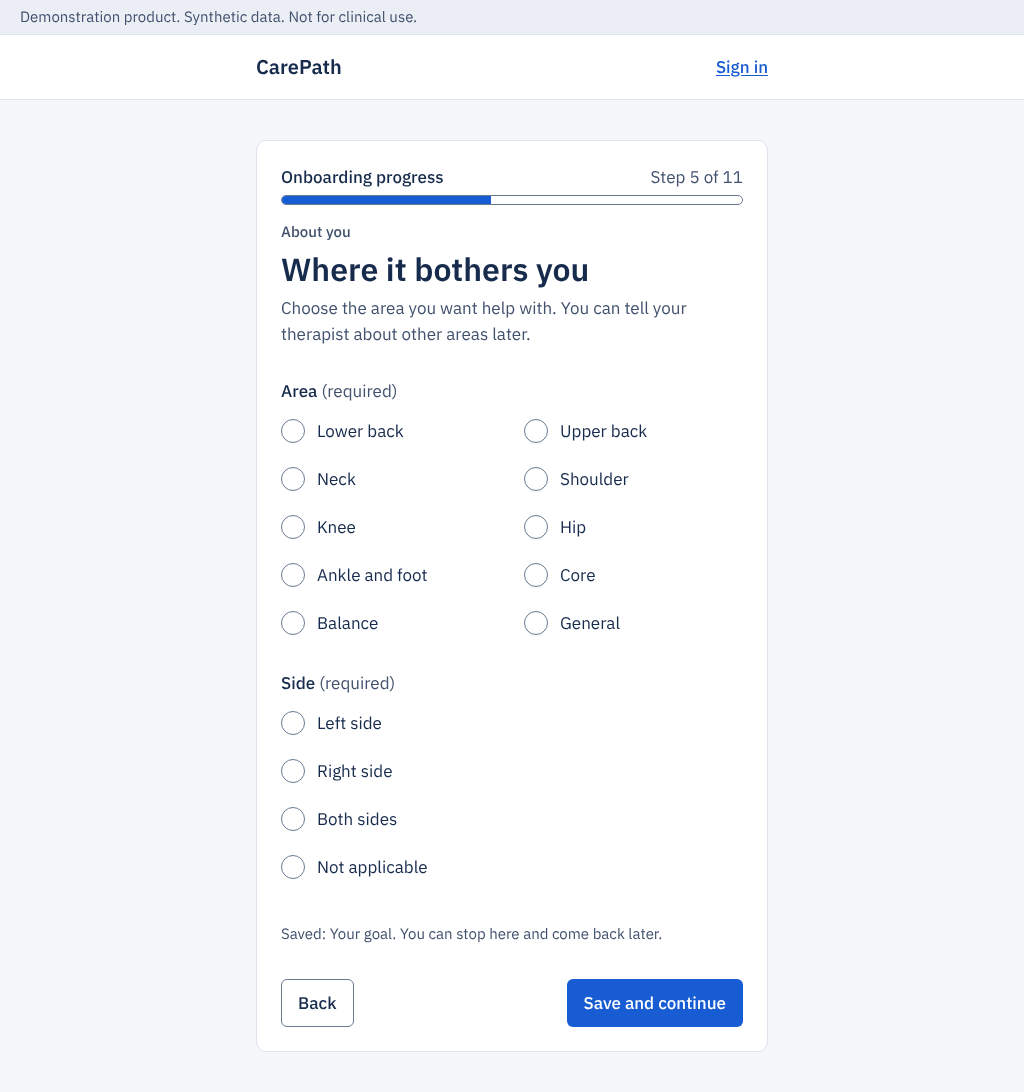 Demonstration product. Synthetic data. Not for clinical use.
CarePath
Sign in
Onboarding progress
Step 5 of 11
About you
Where it bothers you
Choose the area you want help with. You can tell your
therapist about other areas later.
Area (required)
Lower back
Upper back
Neck
Shoulder
Knee
Hip
Ankle and foot
Core
Balance
General
Side (required)
Left side
Right side
Both sides
Not applicable
Saved: Your goal. You can stop here and come back later.
Back
Save and continue